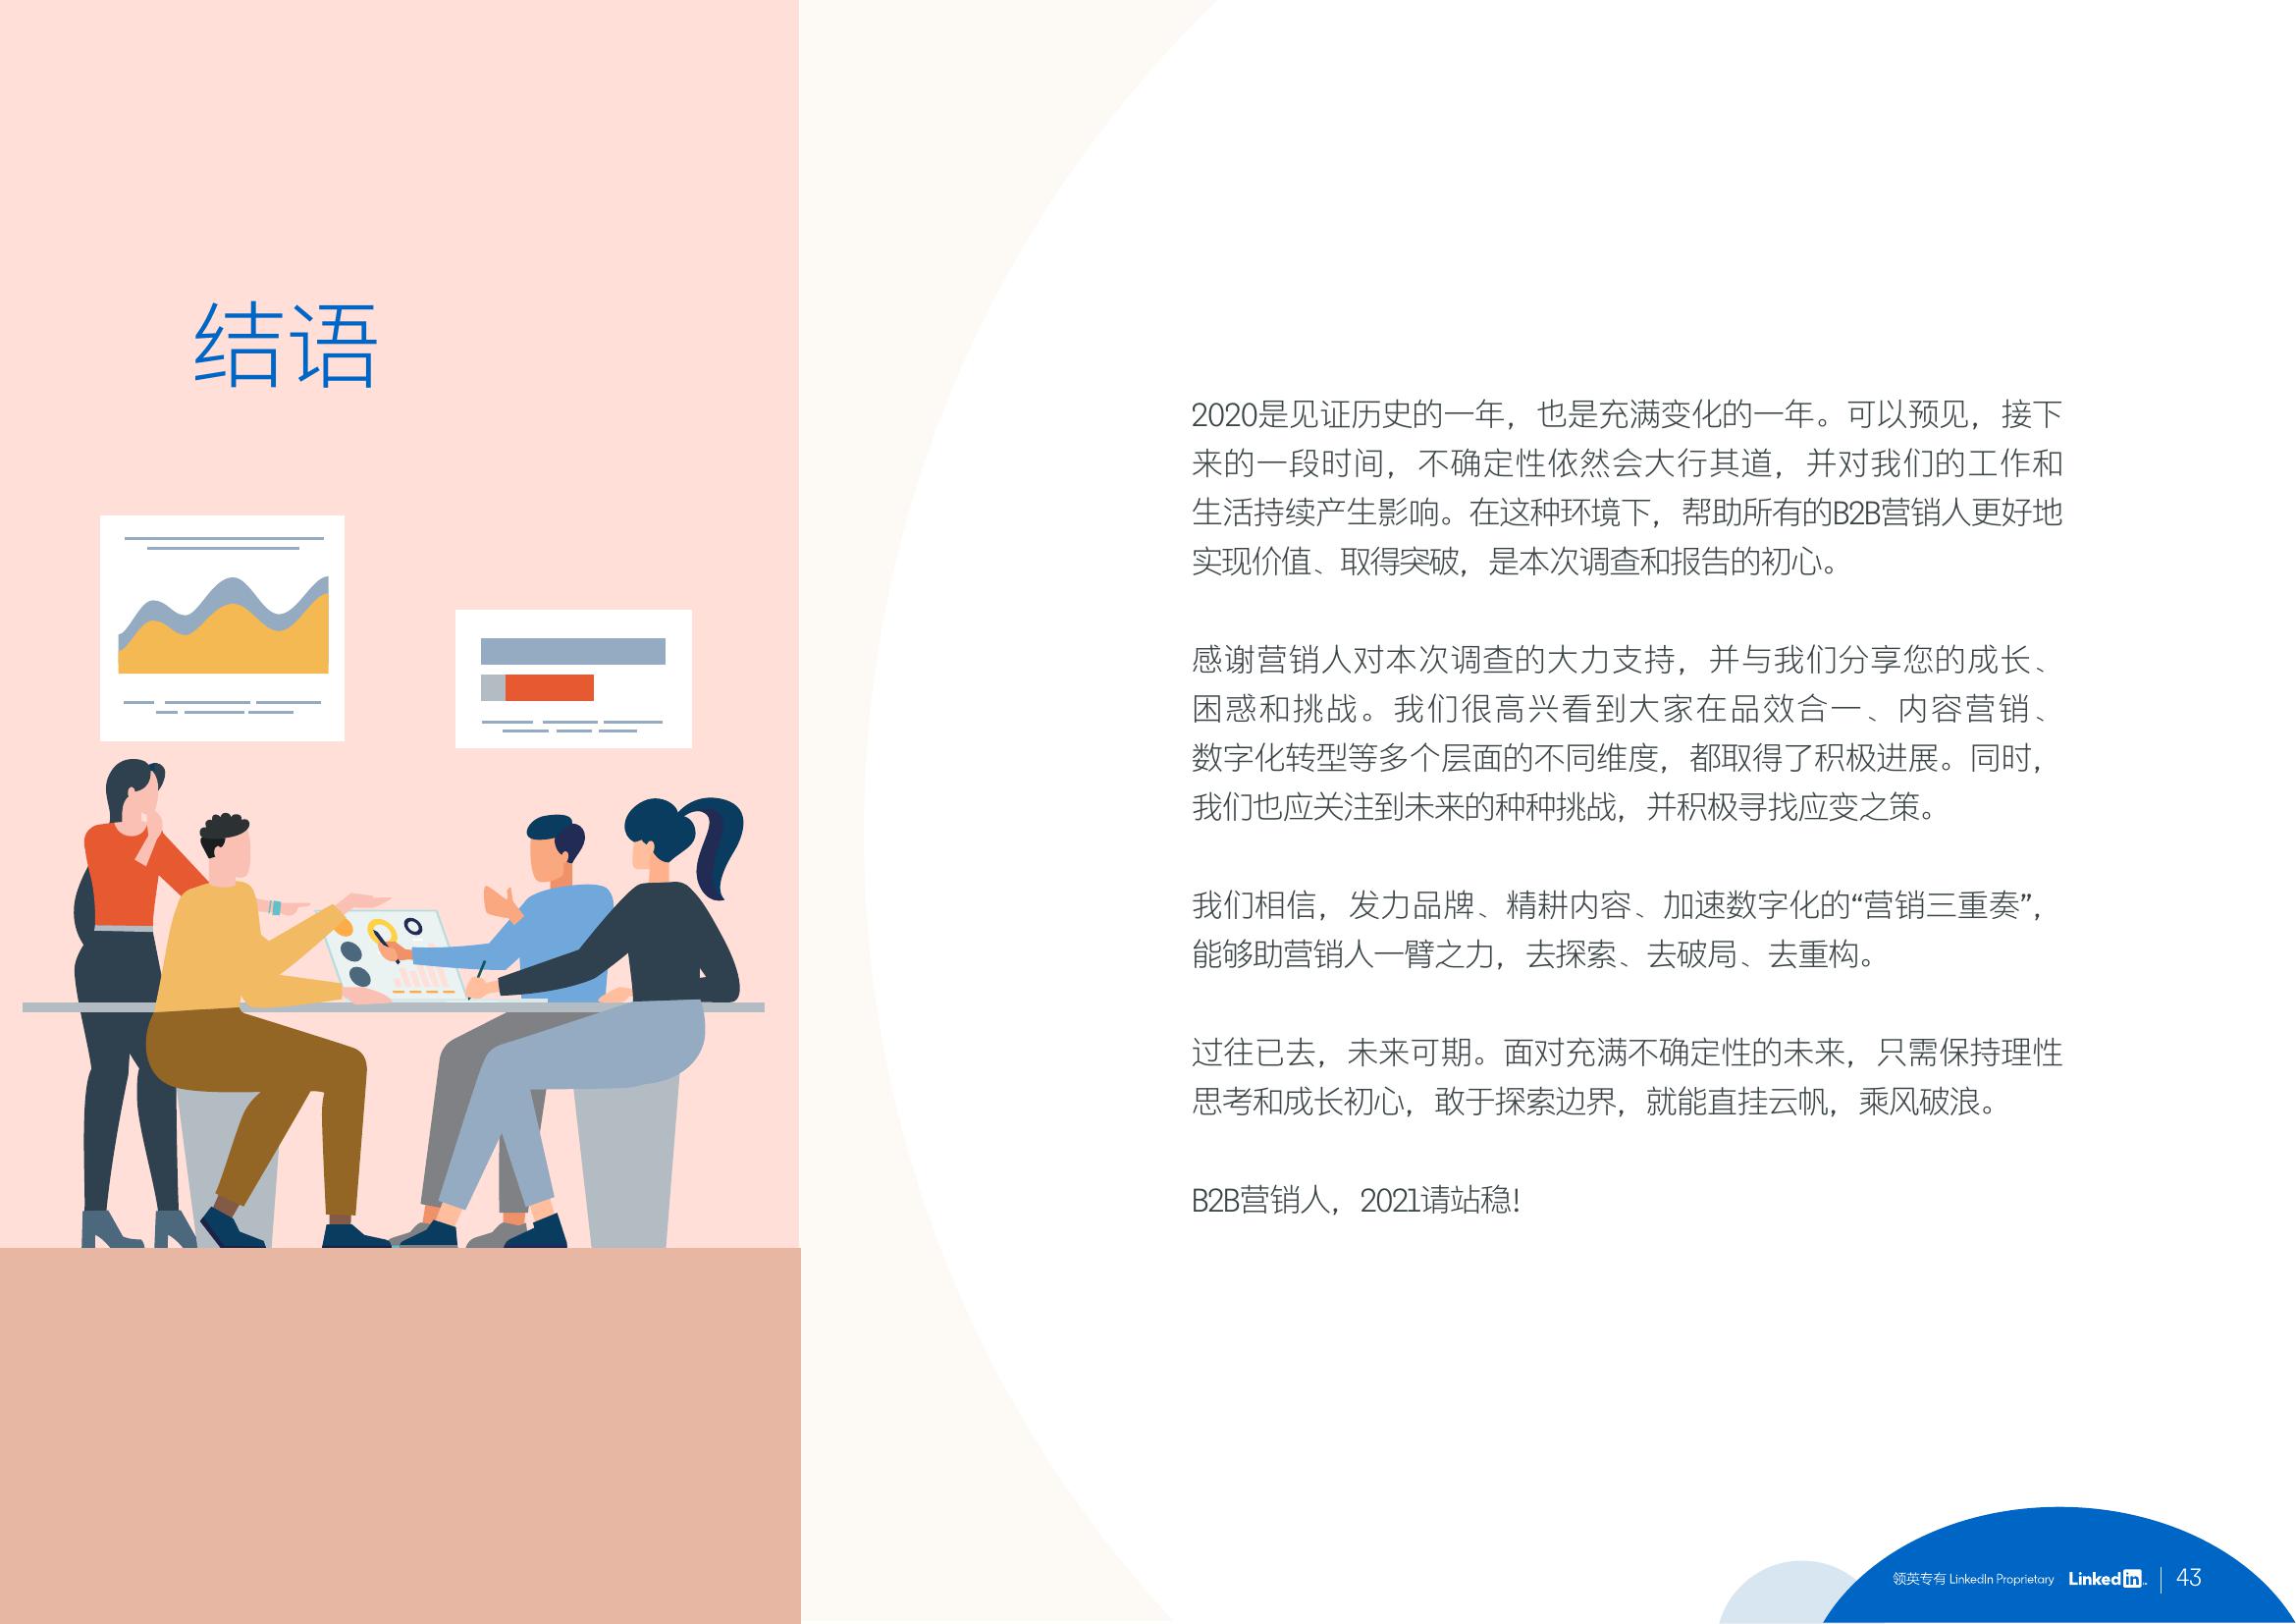 结语
2020是见证历史的一年，也是充满变化的一年。可以预见，接下
来的一段时间，不确定性依然会大行其道，并对我们的工作和
生活持续产生影响。在这种环境下，帮助所有的B2B营销人更好地
实现价值、取得突破，是本次调查和报告的初心。
感谢营销人对本次调查的大力支持，并与我们分享您的成长、
困惑和挑战。我们很高兴看到大家在品效合一、内容营销、
数字化转型等多个层面的不同维度，都取得了积极进展。同时，
我们也应关注到未来的种种挑战，并积极寻找应变之策。
我们相信，发力品牌、精耕内容、加速数字化的“营销三重奏”，
能够助营销人一臂之力，去探索、去破局、去重构。
过往已去，未来可期。面对充满不确定性的未来，只需保持理性
思考和成长初心，敢于探索边界，就能直挂云帆，乘风破浪。
B2B营销人，2021请站稳!
领英专有 LinkedIn Proprietary LinkedIn 43